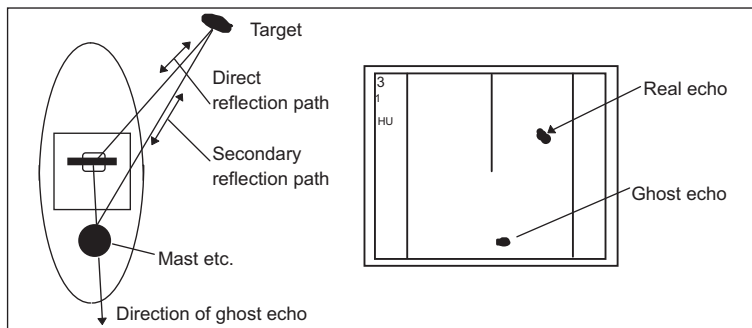 Target
Direct
reflection path
Secondary
reflection path
Mast etc.
Direction of ghost echo
3
1
HU
Real echo
Ghost echo